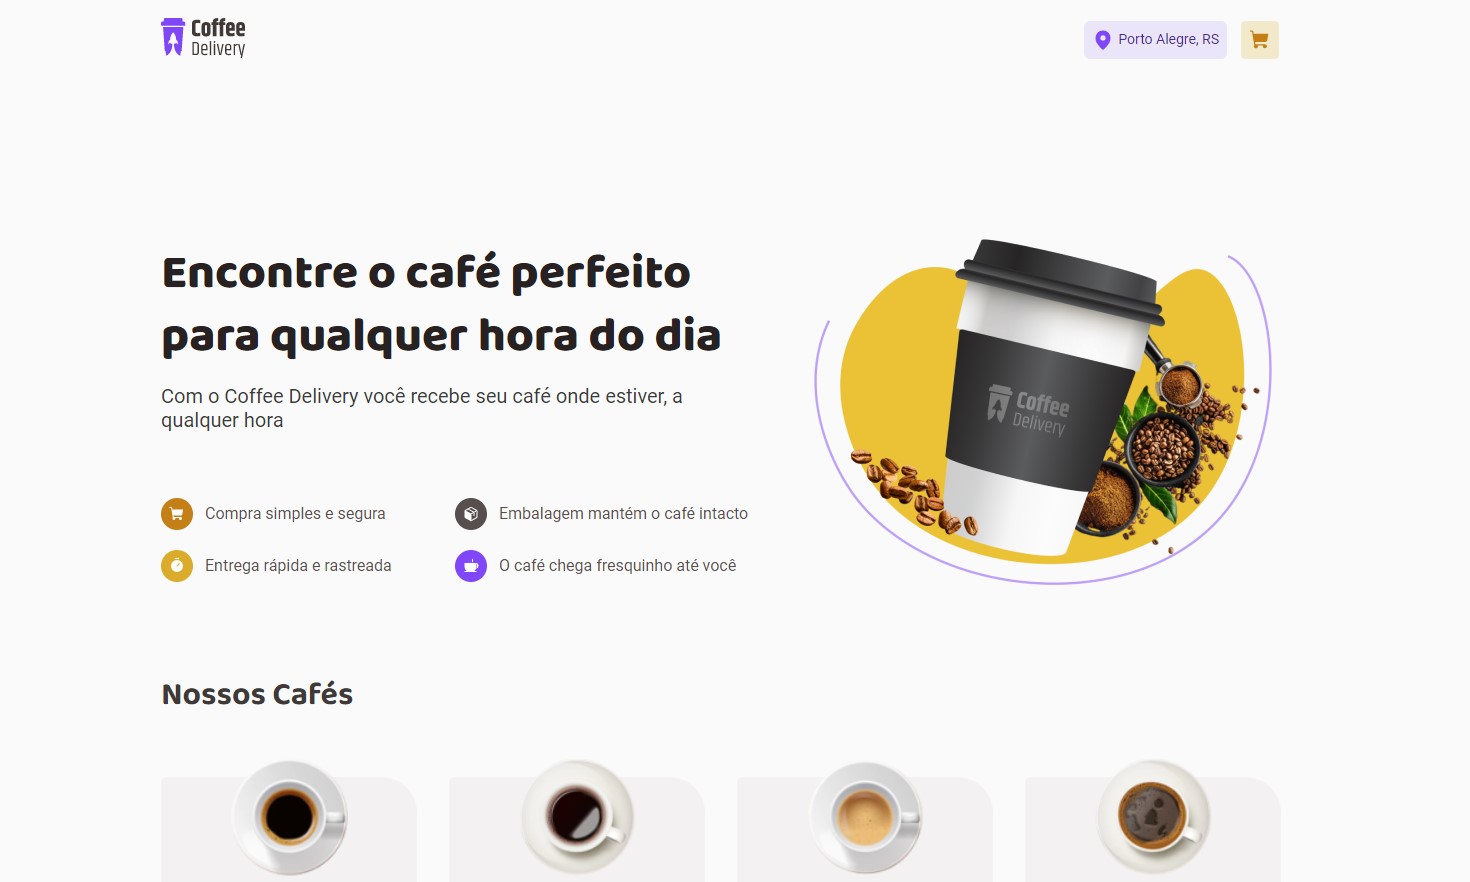 Coffee
Delivery
Porto Alegre, RS
Encontre o café perfeito
para qualquer hora do dia
Com o Coffee Delivery você recebe seu café onde estiver, a
qualquer hora
Compra simples e segura
Embalagem mantém o café intacto
Entrega rápida e rastreada
O café chega fresquinho até você
Coffee
Delivery
Nossos Cafés